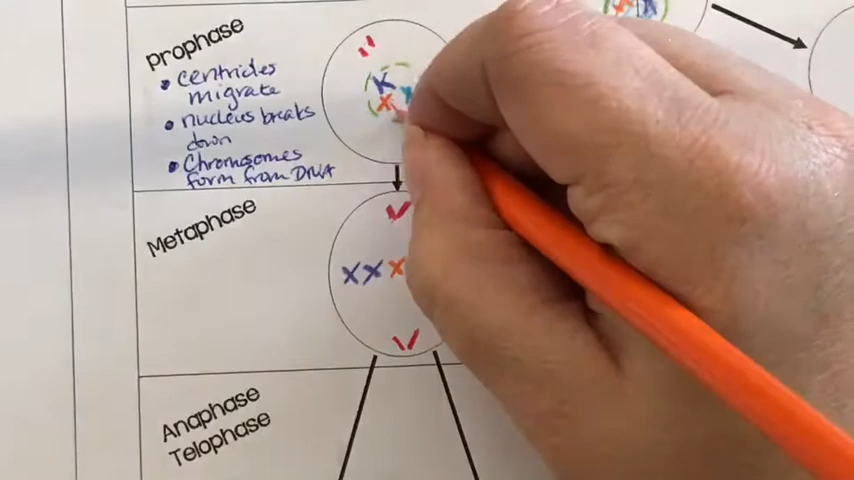 prophase
• centrioles
migrate
• nucleus breaks
down
• Chromosomes
form from DNA
Metaphase
Anaphase
Telophase